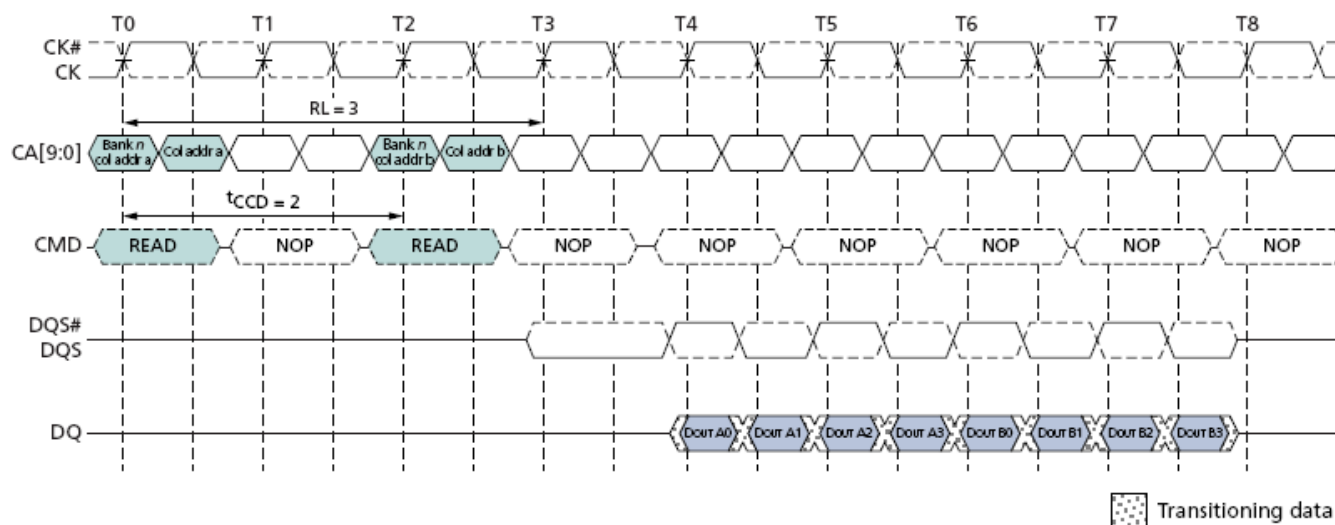 T0 T1 T2 T3 T4 T5 T6 T7 T8
CK#
CK
RL = 3
CA[9:0] Bank n col addr a Col addr a Bank n col addr b Col addr b
tCCD = 2
CMD READ NOP READ NOP NOP NOP NOP NOP NOP
DQS#
DQS
DQ DOUT A0 DOUT A1 DOUT A2 DOUT A3 DOUT B0 DOUT B1 DOUT B2 DOUT B3
Transitioning data